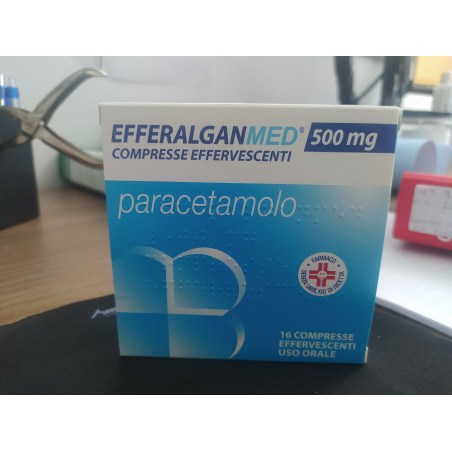 EFFERALGANMED® 500 mg
COMPRESSE EFFERVESCENTI
paracetamolo
FARMACO
SENZA OBBLIGO DI RICETTA
16 COMPRESSE
EFFERVESCENTI
USO ORALE